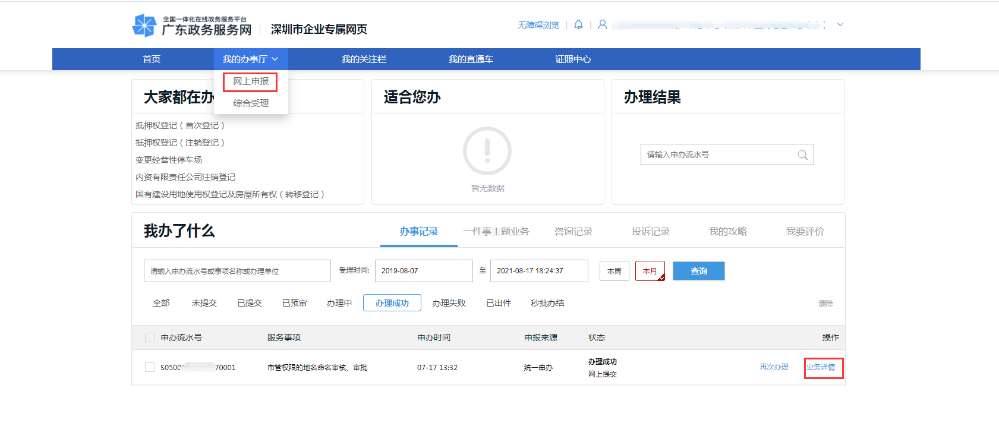 全国一体化在线政务服务平台
广东政务服务网
深圳市企业专属网页
无障碍浏览
首页 我的办事厅 我的关注栏 我的直通车 证照中心
网上申报
综合受理
大家都在办
抵押权登记（首次登记）
抵押权登记（注销登记）
变更经营性停车场
内资有限责任公司注销登记
国有建设用地使用权登记及房屋所有权（转移登记）
适合您办
暂无数据
办理结果
请输入申办流水号
我办了什么
办事记录 一件事主题业务 咨询记录 投诉记录 我的攻略 我要评价
请输入申办流水号或事项名称或办理单位 受理时间: 2019-08-07 至 2021-08-17 18:24:37 本周 本月 查询
全部 未提交 已提交 已预审 办理中 办理成功 办理失败 已出件 秒批办结 删除
申办流水号 服务事项 申办时间 申报来源 状态 操作
S0500 70001 市管权限的地名命名审核、审批 07-17 13:32 统一申办 办理成功 再次办理 业务详情
网上提交